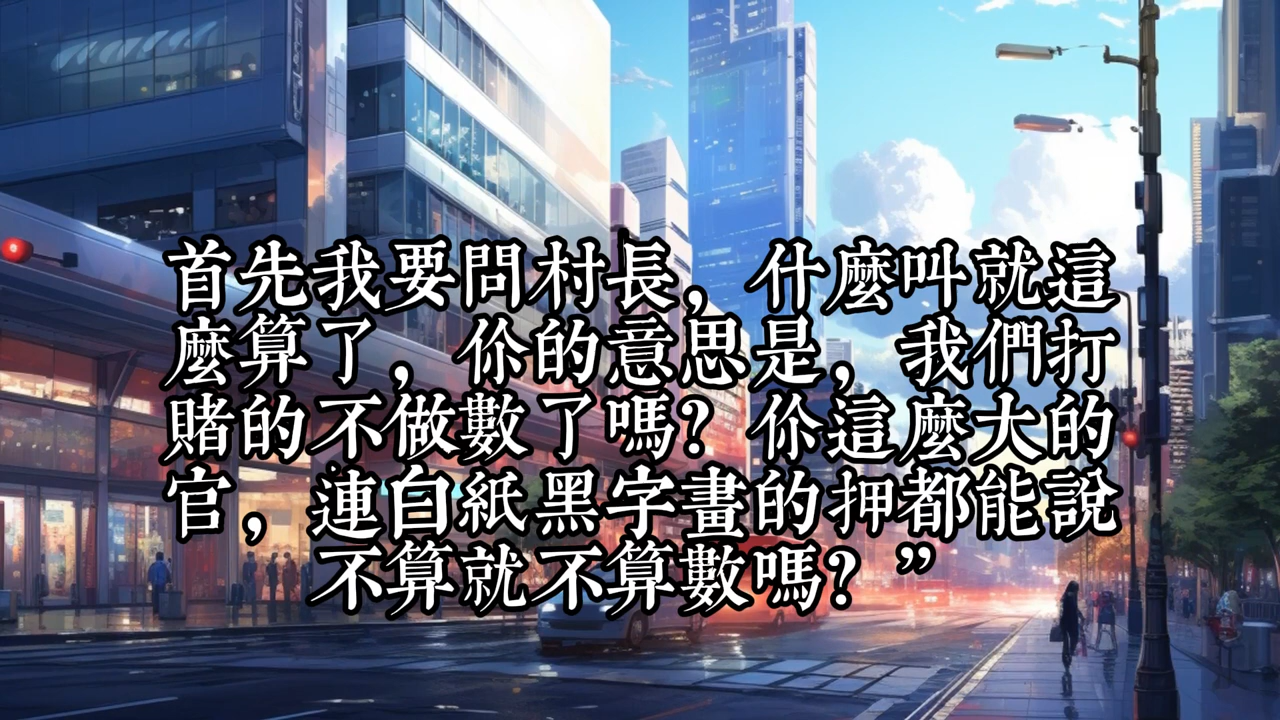 首先我要問村長，什麼叫就這
麼算了，你的意思是，我們打
賭的不做數了嗎？你這麼大的
官，連白紙黑字畫的押都能說
不算就不算數嗎？”